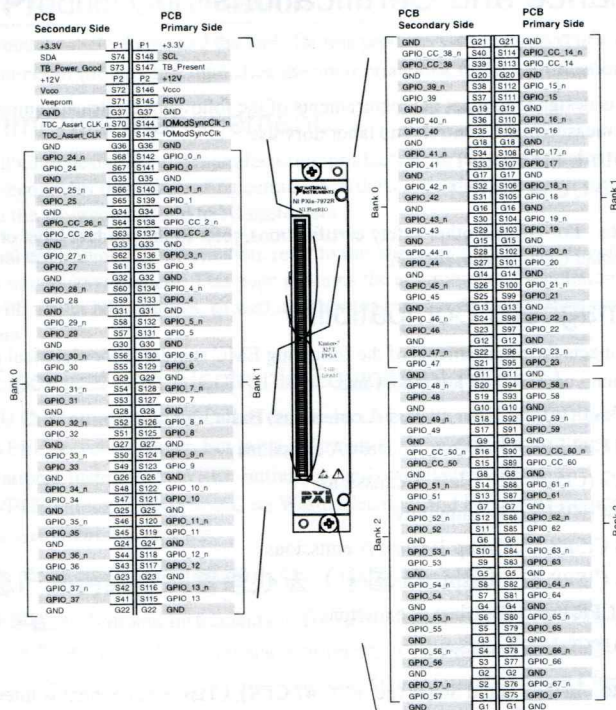 PCB PCB
Secondary Side Primary Side
+3.3V P1 P1 +3.3V
SDA S74 S148 SCL
TB_Power_Good S73 S147 TB_Present
+12V P2 P2 +12V
Vcco S72 S146 Vcco
Veeprom S71 S145 RSVD
GND G37 G37 GND
TDC_Assert_CLK_n S70 S144 IOModSyncClk_n
TDC_Assert_CLK S69 S143 IOModSyncClk
GND G36 G36 GND
GPIO_24_n S68 S142 GPIO_0_n
GPIO_24 S67 S141 GPIO_0
GND G35 G35 GND
GPIO_25_n S66 S140 GPIO_1_n
GPIO_25 S65 S139 GPIO_1
GND G34 G34 GND
GPIO_CC_26_n S64 S138 GPIO_CC_2_n
GPIO_CC_26 S63 S137 GPIO_CC_2
GND G33 G33 GND
GPIO_27_n S62 S136 GPIO_3_n
GPIO_27 S61 S135 GPIO_3
GND G32 G32 GND
GPIO_28_n S60 S134 GPIO_4_n
GPIO_28 S59 S133 GPIO_4
GND G31 G31 GND
GPIO_29_n S58 S132 GPIO_5_n
GPIO_29 S57 S131 GPIO_5
GND G30 G30 GND
GPIO_30_n S56 S130 GPIO_6_n
GPIO_30 S55 S129 GPIO_6
GND G29 G29 GND
GPIO_31_n S54 S128 GPIO_7_n
GPIO_31 S53 S127 GPIO_7
GND G28 G28 GND
GPIO_32_n S52 S126 GPIO_8_n
GPIO_32 S51 S125 GPIO_8
GND G27 G27 GND
GPIO_33_n S50 S124 GPIO_9_n
GPIO_33 S49 S123 GPIO_9
GND G26 G26 GND
GPIO_34_n S48 S122 GPIO_10_n
GPIO_34 S47 S121 GPIO_10
GND G25 G25 GND
GPIO_35_n S46 S120 GPIO_11_n
GPIO_35 S45 S119 GPIO_11
GND G24 G24 GND
GPIO_36_n S44 S118 GPIO_12_n
GPIO_36 S43 S117 GPIO_12
GND G23 G23 GND
GPIO_37_n S42 S116 GPIO_13_n
GPIO_37 S41 S115 GPIO_13
GND G22 G22 GND
Bank 0
Bank 1
NATIONAL INSTRUMENTS
NI PXIe-7972R
FPGA
PXI
PCB PCB
Secondary Side Primary Side
GND G21 G21 GND
GPIO_CC_38_n S40 S114 GPIO_CC_14_n
GPIO_CC_38 S39 S113 GPIO_CC_14
GND G20 G20 GND
GPIO_39_n S38 S112 GPIO_15_n
GPIO_39 S37 S111 GPIO_15
GND G19 G19 GND
GPIO_40_n S36 S110 GPIO_16_n
GPIO_40 S35 S109 GPIO_16
GND G18 G18 GND
GPIO_41_n S34 S108 GPIO_17_n
GPIO_41 S33 S107 GPIO_17
GND G17 G17 GND
GPIO_42_n S32 S106 GPIO_18_n
GPIO_42 S31 S105 GPIO_18
GND G16 G16 GND
GPIO_43_n S30 S104 GPIO_19_n
GPIO_43 S29 S103 GPIO_19
GND G15 G15 GND
GPIO_44_n S28 S102 GPIO_20_n
GPIO_44 S27 S101 GPIO_20
GND G14 G14 GND
GPIO_45_n S26 S100 GPIO_21_n
GPIO_45 S25 S99 GPIO_21
GND G13 G13 GND
GPIO_46_n S24 S98 GPIO_22_n
GPIO_46 S23 S97 GPIO_22
GND G12 G12 GND
GPIO_47_n S22 S96 GPIO_23_n
GPIO_47 S21 S95 GPIO_23
GND G11 G11 GND
GPIO_48_n S20 S94 GPIO_58_n
GPIO_48 S19 S93 GPIO_58
GND G10 G10 GND
GPIO_49_n S18 S92 GPIO_59_n
GPIO_49 S17 S91 GPIO_59
GND G9 G9 GND
GPIO_CC_50_n S16 S90 GPIO_CC_60_n
GPIO_CC_50 S15 S89 GPIO_CC_60
GND G8 G8 GND
GPIO_51_n S14 S88 GPIO_61_n
GPIO_51 S13 S87 GPIO_61
GND G7 G7 GND
GPIO_52_n S12 S86 GPIO_62_n
GPIO_52 S11 S85 GPIO_62
GND G6 G6 GND
GPIO_53_n S10 S84 GPIO_63_n
GPIO_53 S9 S83 GPIO_63
GND G5 G5 GND
GPIO_54_n S8 S82 GPIO_64_n
GPIO_54 S7 S81 GPIO_64
GND G4 G4 GND
GPIO_55_n S6 S80 GPIO_65_n
GPIO_55 S5 S79 GPIO_65
GND G3 G3 GND
GPIO_56_n S4 S78 GPIO_66_n
GPIO_56 S3 S77 GPIO_66
GND G2 G2 GND
GPIO_57_n S2 S76 GPIO_67_n
GPIO_57 S1 S75 GPIO_67
GND G1 G1 GND
Bank 0
Bank 1
Bank 2